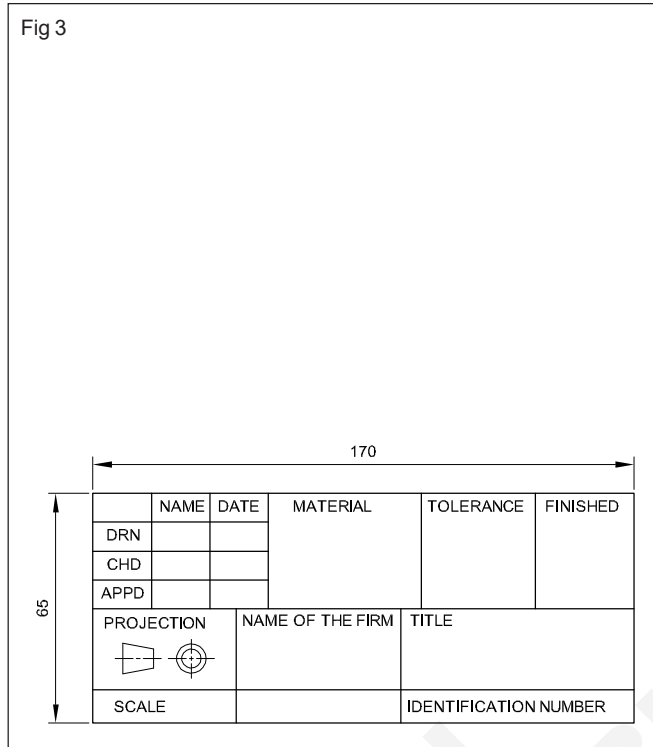 Fig 3
170
65
NAME DATE MATERIAL TOLERANCE FINISHED
DRN
CHD
APPD
PROJECTION NAME OF THE FIRM TITLE
SCALE IDENTIFICATION NUMBER